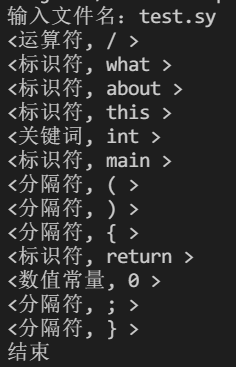 输入文件名: test.sy
<运算符, / >
<标识符, what >
<标识符, about >
<标识符, this >
<关键词, int >
<标识符, main >
<分隔符, ( >
<分隔符, ) >
<分隔符, { >
<标识符, return >
<数值常量, 0 >
<分隔符, ; >
<分隔符, } >
结束